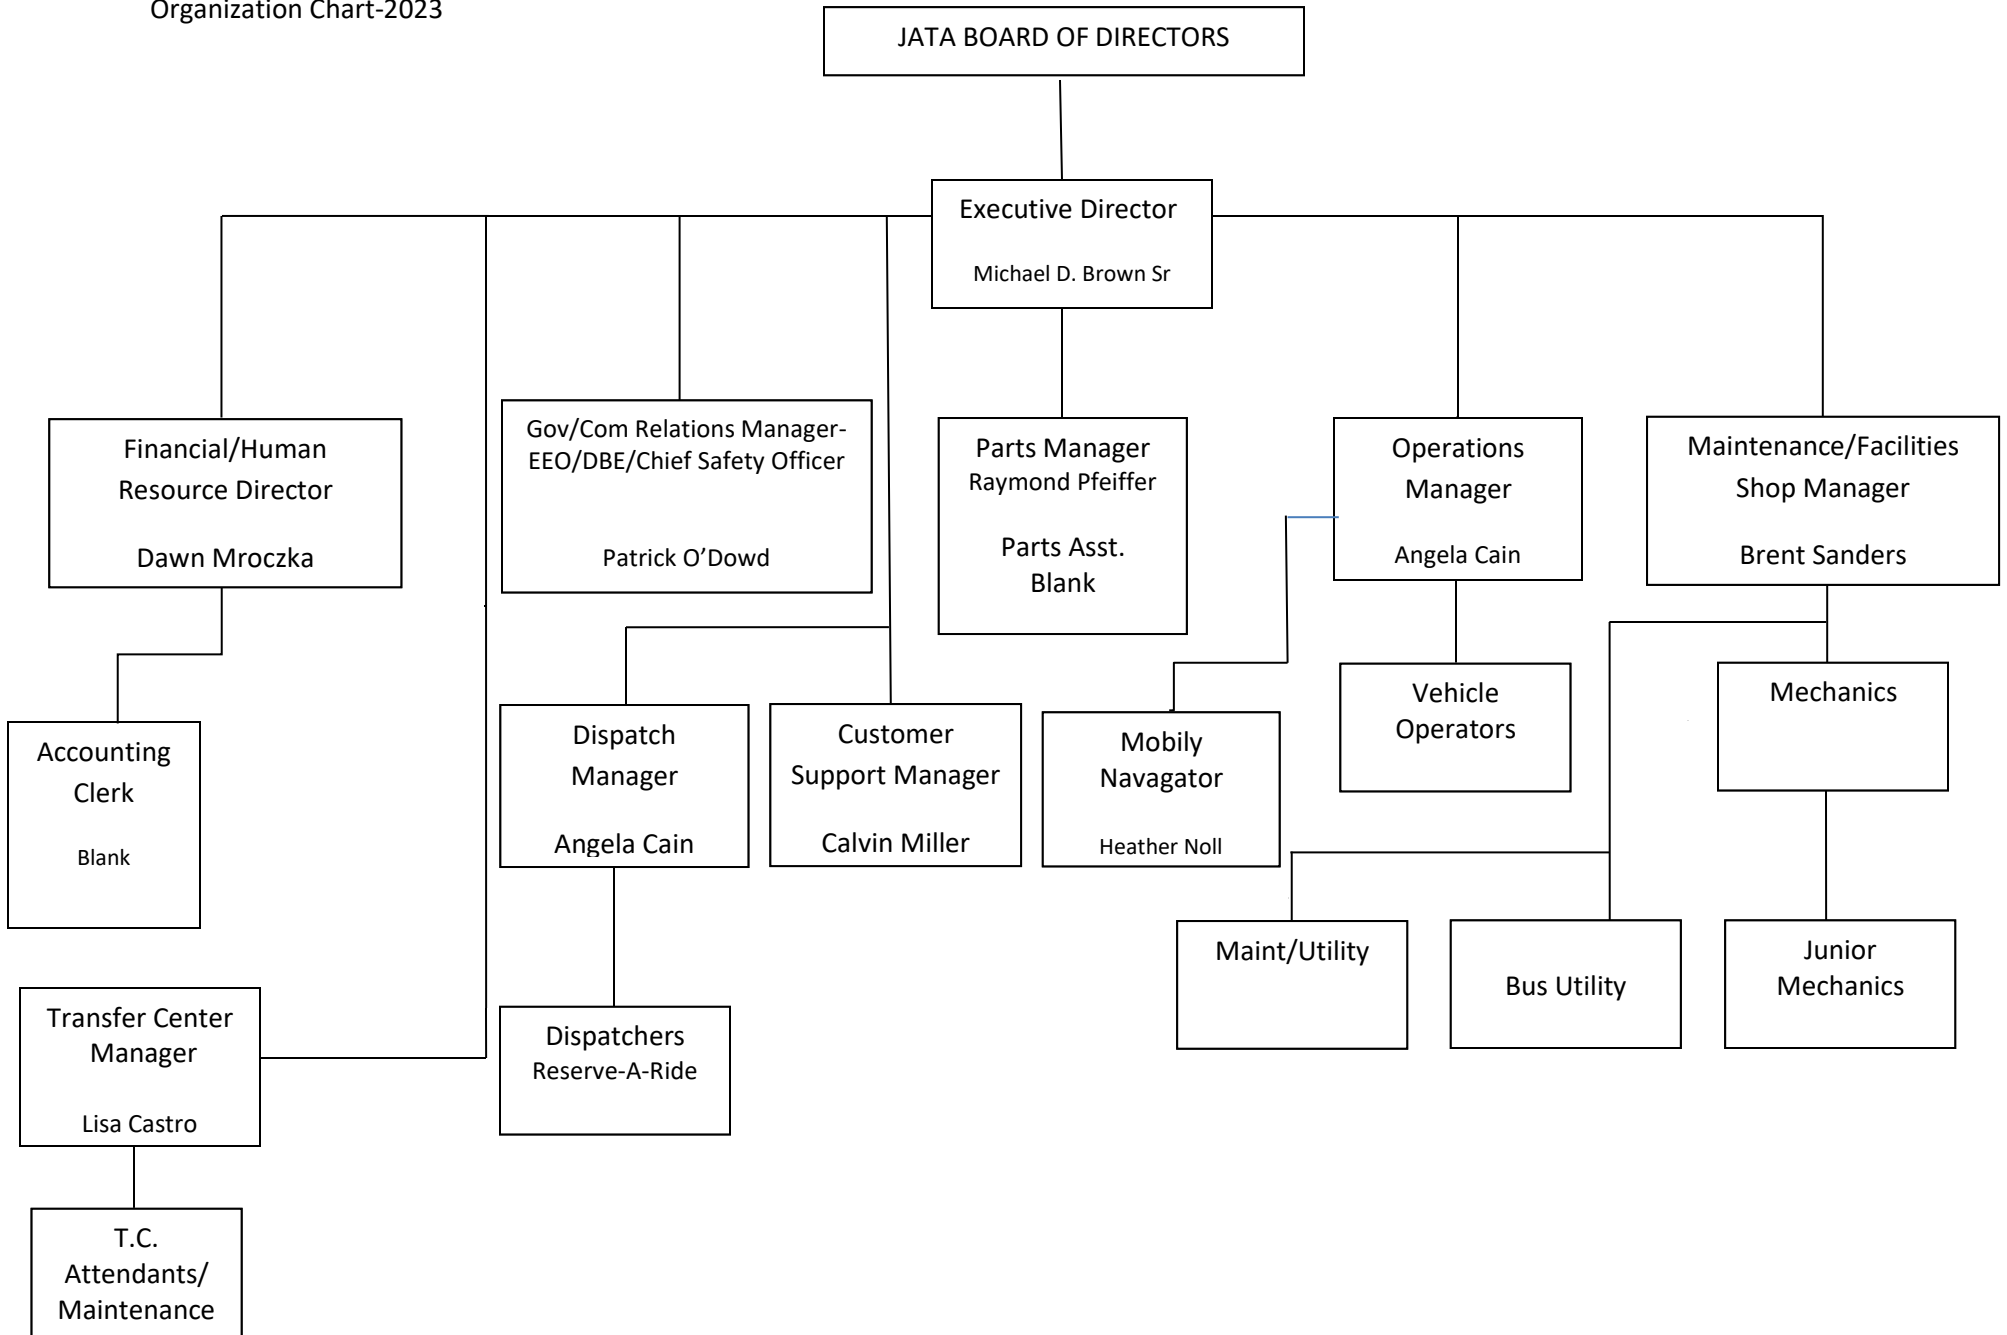 Organization Chart-2023
JATA BOARD OF DIRECTORS
Executive Director
Michael D. Brown Sr
Financial/Human
Resource Director
Dawn Mroczka
Gov/Com Relations Manager-
EEO/DBE/Chief Safety Officer
Patrick O’Dowd
Parts Manager
Raymond Pfeiffer
Parts Asst.
Blank
Operations
Manager
Angela Cain
Maintenance/Facilities
Shop Manager
Brent Sanders
Accounting
Clerk
Blank
Dispatch
Manager
Angela Cain
Customer
Support Manager
Calvin Miller
Mobily
Navagator
Heather Noll
Vehicle
Operators
Mechanics
Maint/Utility
Bus Utility
Junior
Mechanics
Transfer Center
Manager
Lisa Castro
Dispatchers
Reserve-A-Ride
T.C.
Attendants/
Maintenance